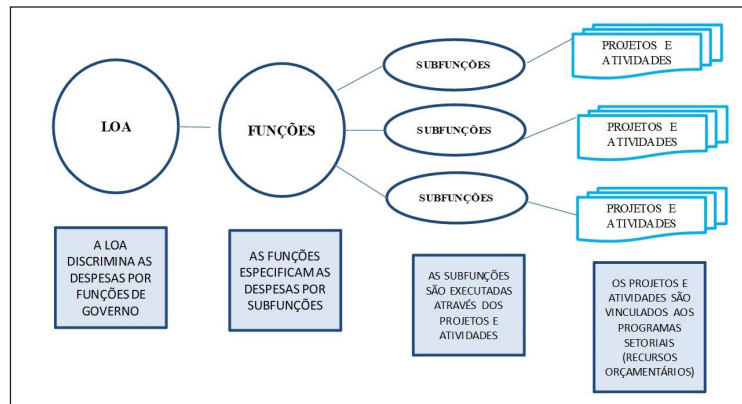 LOA
FUNÇÕES
SUBFUNÇÕES
SUBFUNÇÕES
SUBFUNÇÕES
PROJETOS E
ATIVIDADES
PROJETOS E
ATIVIDADES
PROJETOS E
ATIVIDADES
A LOA
DISCRIMINA AS
DESPESAS POR
FUNÇÕES DE
GOVERNO
AS FUNÇÕES
ESPECIFICAM AS
DESPESAS POR
SUBFUNÇÕES
AS SUBFUNÇÕES
SÃO EXECUTADAS
ATRAVÉS DOS
PROJETOS E
ATIVIDADES
OS PROJETOS E
ATIVIDADES SÃO
VINCULADOS AOS
PROGRAMAS
SETORIAIS
(RECURSOS
ORÇAMENTÁRIOS)